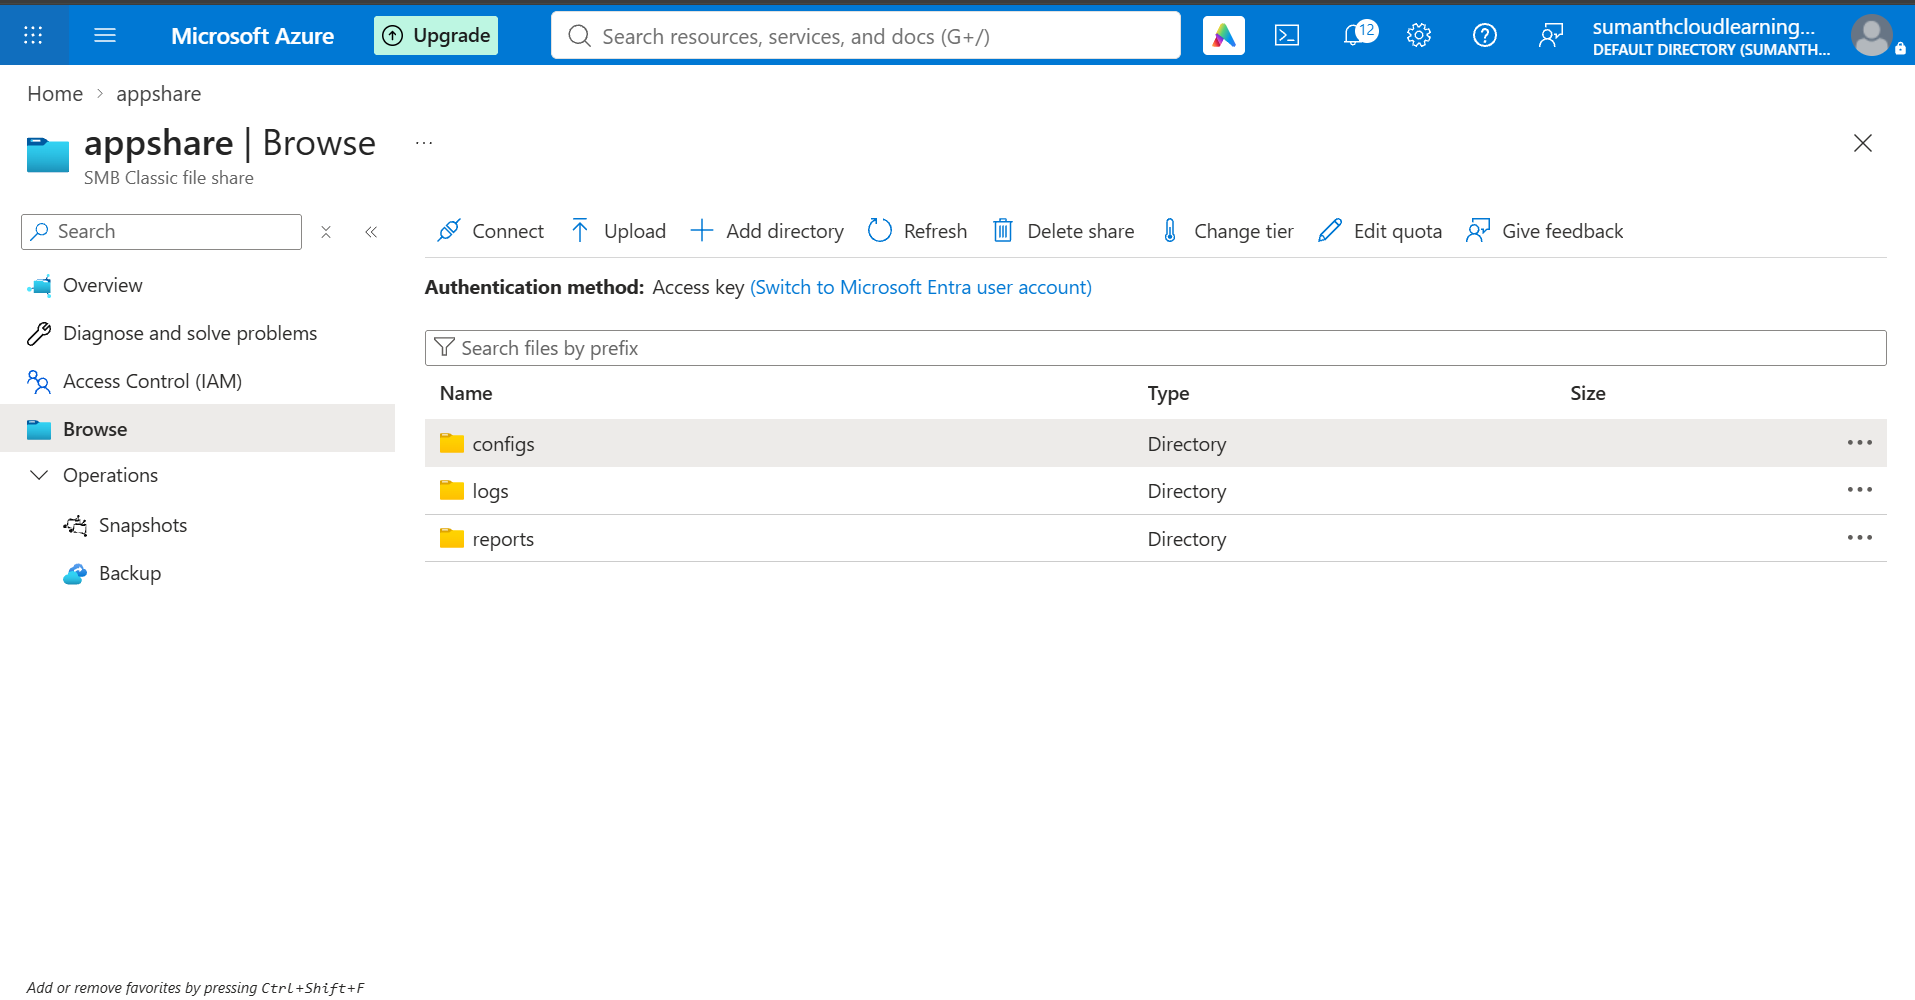 Microsoft Azure
Upgrade
Search resources, services, and docs (G+/)
12
sumanthcloudlearning...
DEFAULT DIRECTORY (SUMANTH...
Home > appshare
appshare | Browse ...
SMB Classic file share
Search
Overview
Diagnose and solve problems
Access Control (IAM)
Browse
Operations
Snapshots
Backup
Connect Upload Add directory Refresh Delete share Change tier Edit quota Give feedback
Authentication method: Access key (Switch to Microsoft Entra user account)
Search files by prefix
Name Type Size
configs Directory
logs Directory
reports Directory
Add or remove favorites by pressing Ctrl+Shift+F